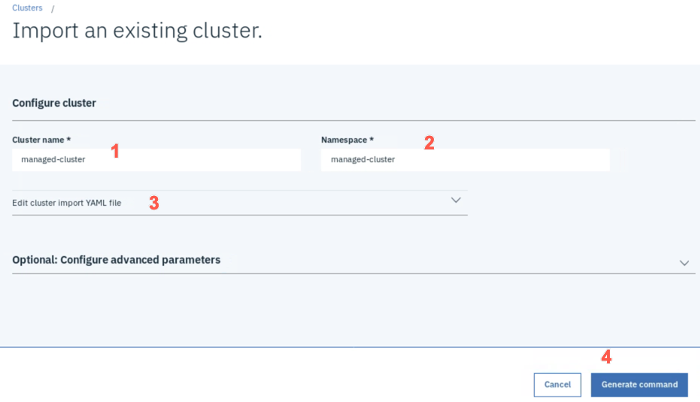 Clusters /
Import an existing cluster.
Configure cluster
Cluster name * 1 Namespace * 2
managed-cluster managed-cluster
Edit cluster import YAML file 3
Optional: Configure advanced parameters
4
Cancel Generate command